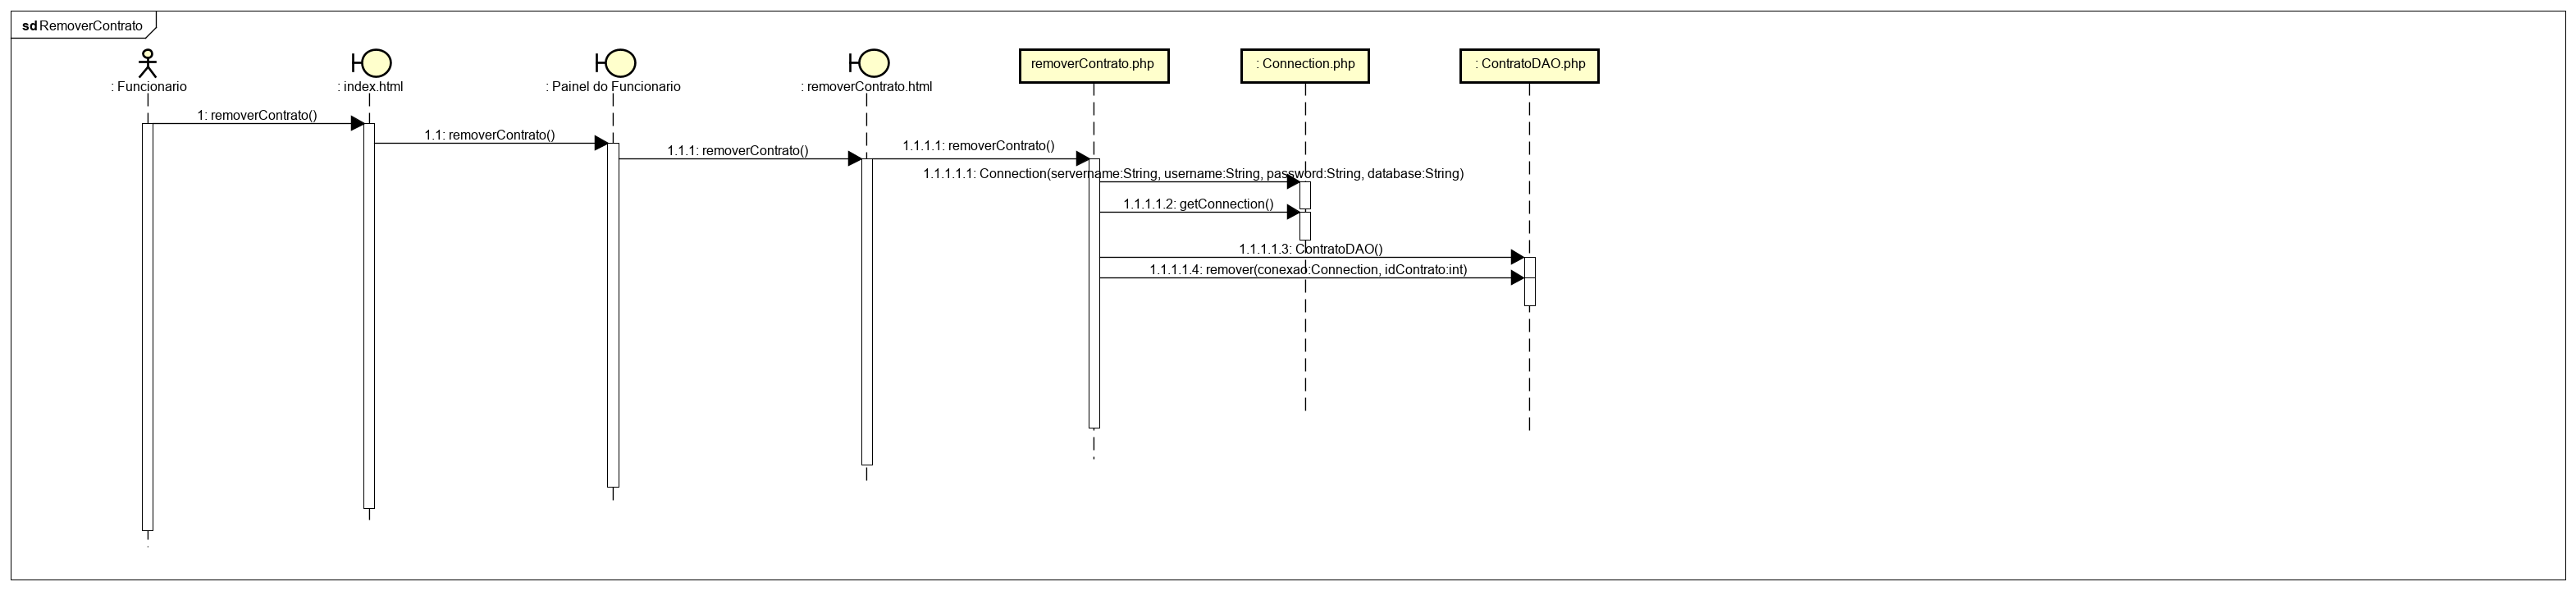 sd RemoverContrato
: Funcionario
: index.html
: Painel do Funcionario
: removerContrato.html
removerContrato.php
: Connection.php
: ContratoDAO.php
1: removerContrato()
1.1: removerContrato()
1.1.1: removerContrato()
1.1.1.1: removerContrato()
1.1.1.1.1: Connection(servername:String, username:String, password:String, database:String)
1.1.1.1.2: getConnection()
1.1.1.1.3: ContratoDAO()
1.1.1.1.4: remover(conexao:Connection, idContrato:int)